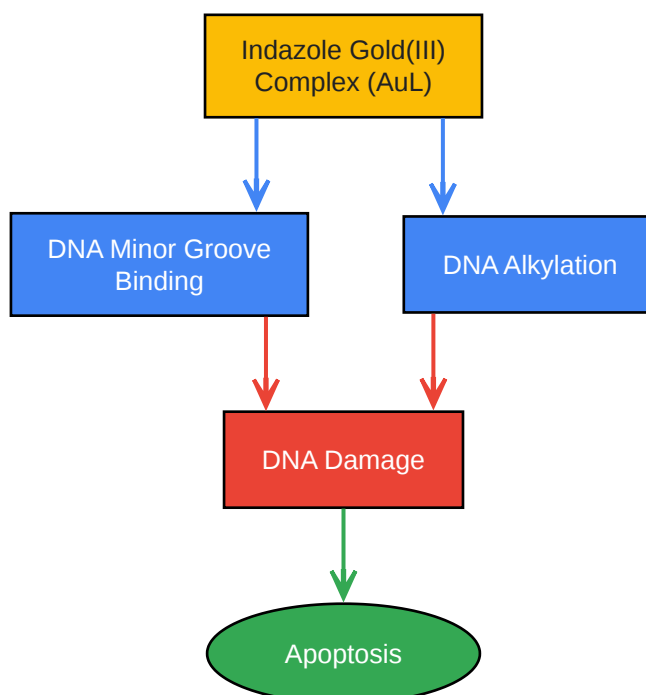 Indazole Gold(III)
Complex (AuL)
DNA Minor Groove
Binding
DNA Alkylation
DNA Damage
Apoptosis